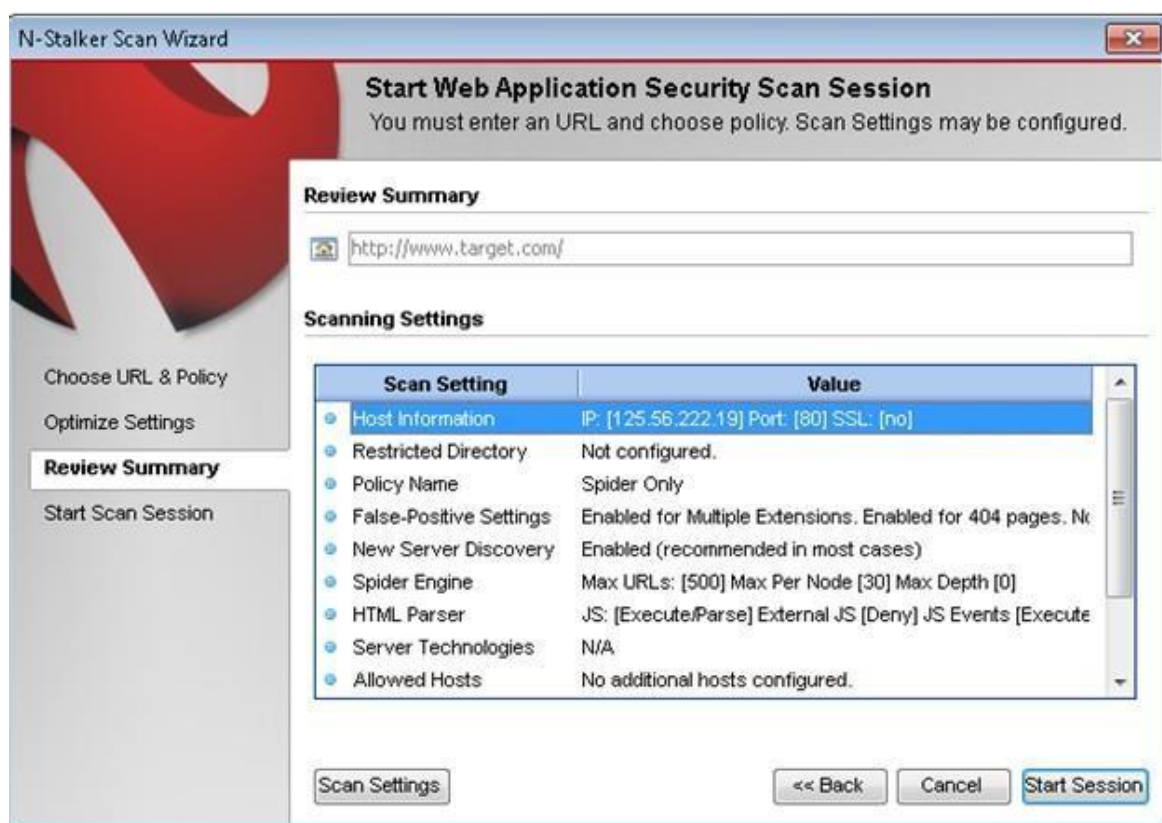 N-Stalker Scan Wizard
Start Web Application Security Scan Session
You must enter an URL and choose policy. Scan Settings may be configured.
Choose URL & Policy
Optimize Settings
Review Summary
Start Scan Session
Review Summary
http://www.target.com/
Scanning Settings
Scan Setting Value
Host Information IP: [125.56.222.19] Port: [80] SSL: [no]
Restricted Directory Not configured.
Policy Name Spider Only
False-Positive Settings Enabled for Multiple Extensions. Enabled for 404 pages.
New Server Discovery Enabled (recommended in most cases)
Spider Engine Max URLs: [500] Max Per Node [30] Max Depth [0]
HTML Parser JS: [Execute/Parse] External JS [Deny] JS Events [Execute
Server Technologies N/A
Allowed Hosts No additional hosts configured.
Scan Settings << Back Cancel Start Session